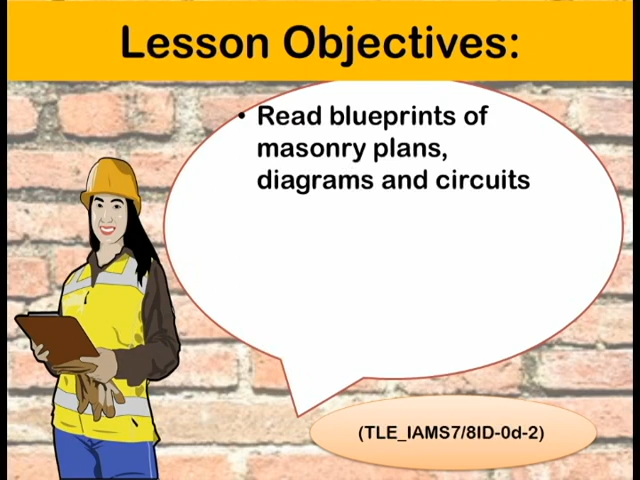 Lesson Objectives:
• Read blueprints of
masonry plans,
diagrams and circuits
(TLE_IAMS7/8ID-0d-2)